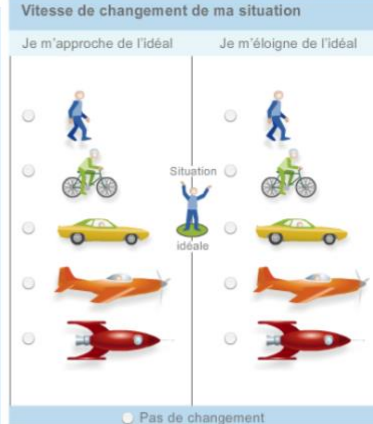 Vitesse de changement de ma situation
Je m'approche de l'idéal
Je m'éloigne de l'idéal
Situation
idéale
Pas de changement